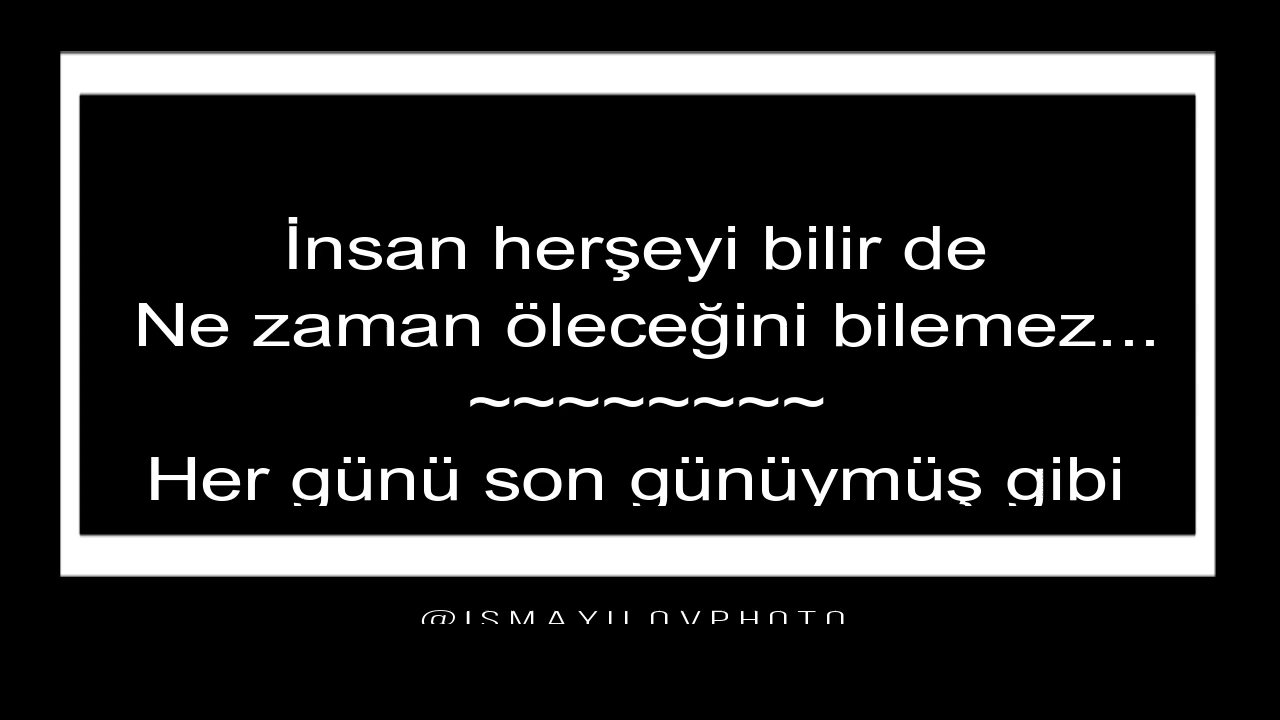 İnsan herşeyi bilir de
Ne zaman öleceğini bilemez...
~~~~~~~~
Her günü son günüymüş gibi
@ISMAYILOVPHOTO